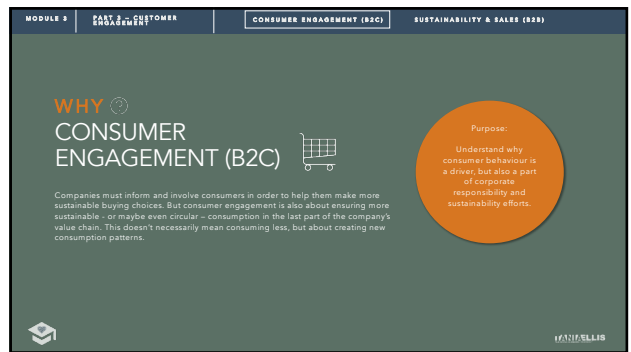 MODULE 3
PART 3 – CUSTOMER
ENGAGEMENT
CONSUMER ENGAGEMENT (B2C)
SUSTAINABILITY & SALES (B2B)
WHY ?
CONSUMER
ENGAGEMENT (B2C)
Companies must inform and involve consumers in order to help them make more
sustainable buying choices. But consumer engagement is also about ensuring more
sustainable - or maybe even circular – consumption in the last part of the company's
value chain. This doesn't necessarily mean consuming less, but about creating new
consumption patterns.
Purpose:
Understand why
consumer behaviour is
a driver, but also a part
of corporate
responsibility and
sustainability efforts.
TANIAELLIS